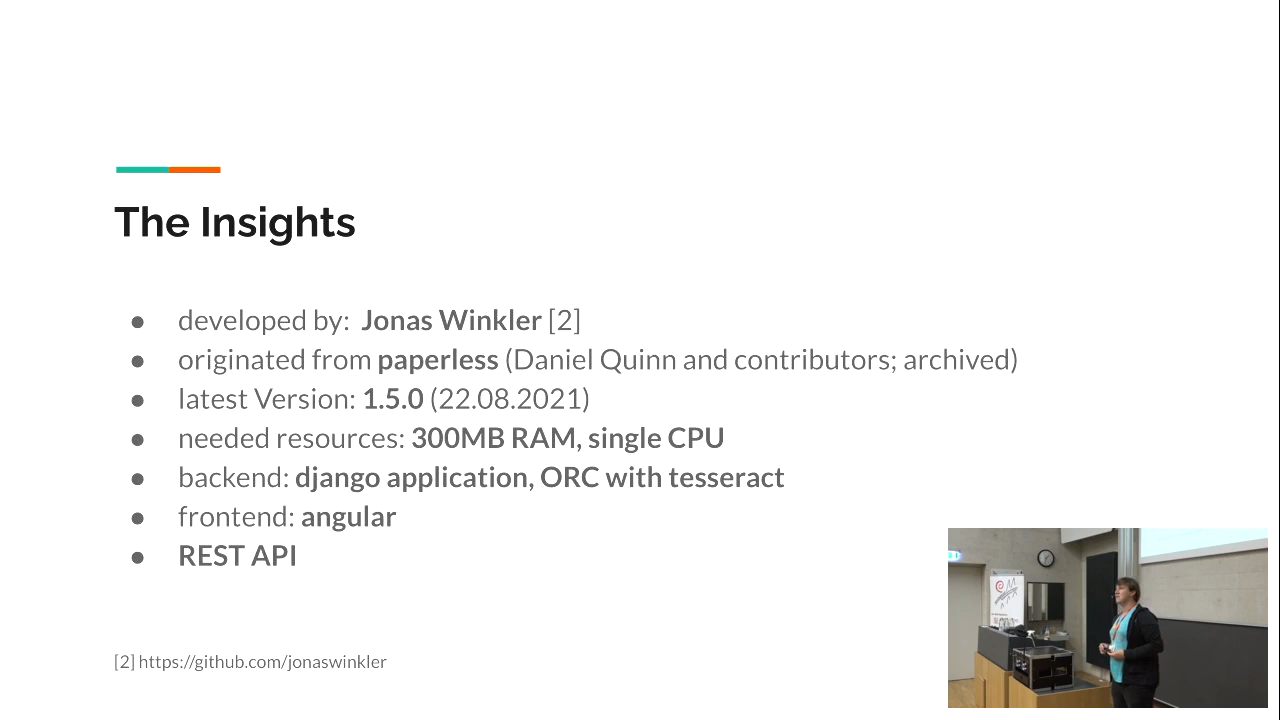 The Insights
● developed by: Jonas Winkler [2]
● originated from paperless (Daniel Quinn and contributors; archived)
● latest Version: 1.5.0 (22.08.2021)
● needed resources: 300MB RAM, single CPU
● backend: django application, ORC with tesseract
● frontend: angular
● REST API
[2] https://github.com/jonaswinkler